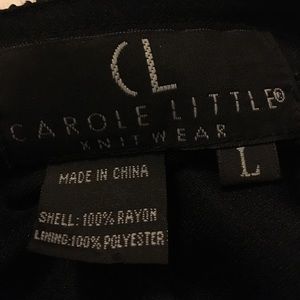 CL
CAROLE LITTLE®
KNITWEAR
L
MADE IN CHINA
SHELL: 100% RAYON
LINING: 100% POLYESTER